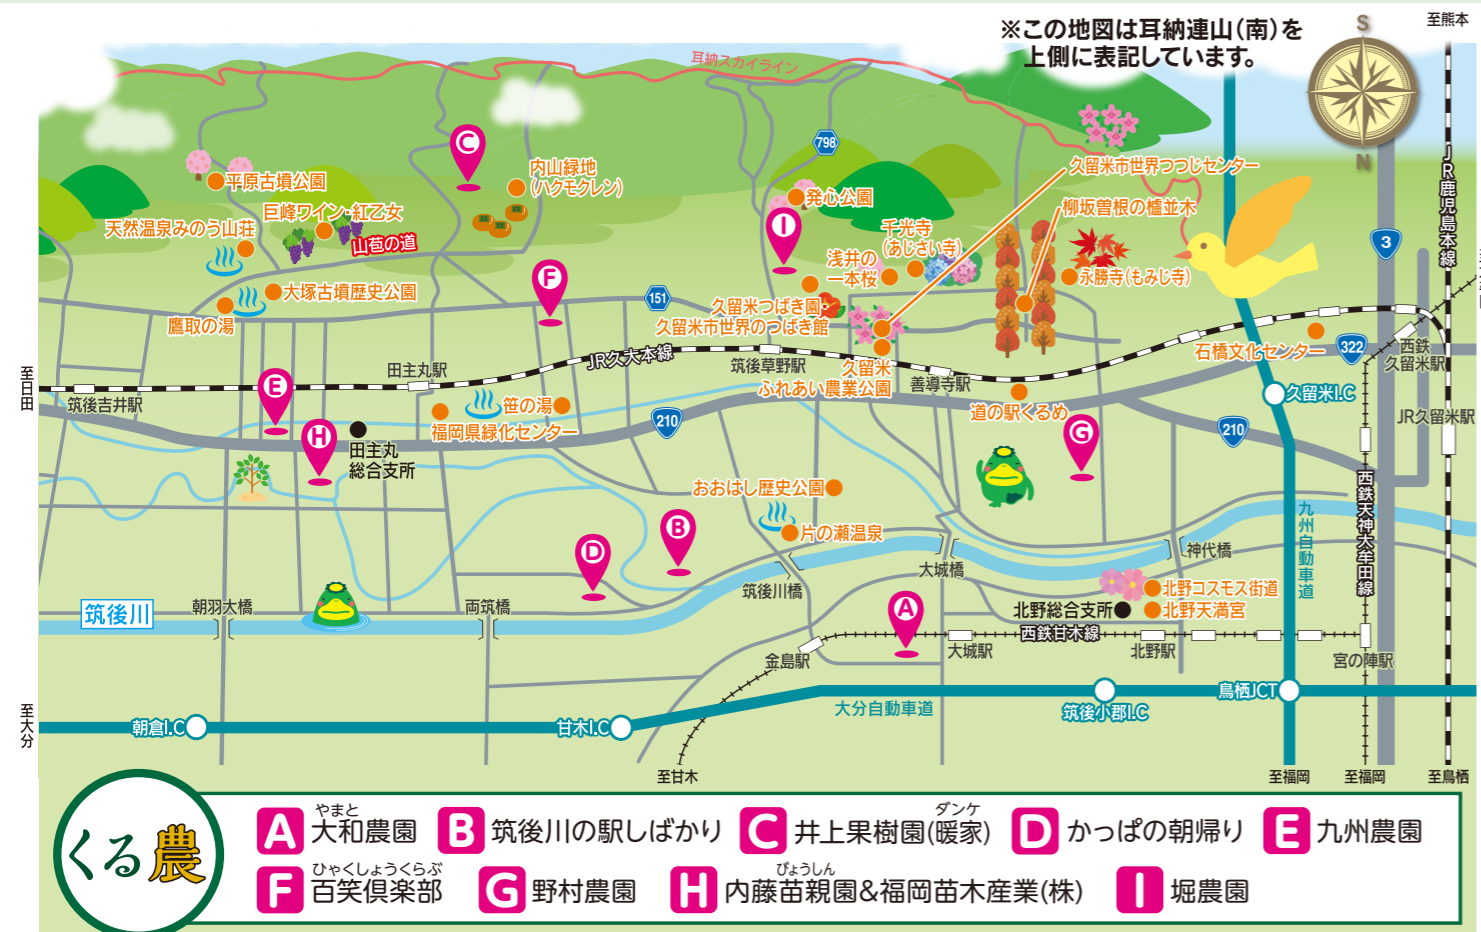 ※この地図は耳納連山(南)を
上側に表記しています。
S
N
至熊本
耳納スカイライン
798
C
内山緑地
(ハクモクレン)
平原古墳公園
巨峰ワイン・紅乙女
天然温泉みのう山荘
山苞の道
大塚古墳歴史公園
鷹取の湯
F
151
発心公園
I
千光寺
(あじさい寺)
浅井の
一本桜
久留米つばき園・
久留米市世界のつばき館
久留米市世界つつじセンター
柳坂曽根の櫨並木
永勝寺(もみじ寺)
3
JR鹿児島本線
石橋文化センター
322
西鉄
久留米駅
久留米I.C
JR久留米駅
至日田
筑後吉井駅
E
田主丸駅
JR久大本線
筑後草野駅
久留米
ふれあい農業公園
善導寺駅
道の駅くるめ
G
210
210
笹の湯
福岡県緑化センター
H
田主丸
総合支所
おおはし歴史公園
片の瀬温泉
B
D
筑後川橋
大城橋
神代橋
九州自動車道
西鉄天神大牟田線
筑後川
朝羽大橋
両筑橋
北野コスモス街道
北野総合支所
北野天満宮
A
西鉄甘木線
金島駅
大城駅
北野駅
宮の陣駅
至大分
朝倉I.C
甘木I.C
大分自動車道
筑後小郡I.C
鳥栖JCT
至甘木
至福岡
至福岡
至鳥栖
くる農
やまと
A 大和農園
B 筑後川の駅しばかり
ダンケ
C 井上果樹園(暖家)
D かっぱの朝帰り
E 九州農園
ひゃくしょうくらぶ
F 百笑倶楽部
G 野村農園
びょうしん
H 内藤苗親園&福岡苗木産業(株)
I 堀農園